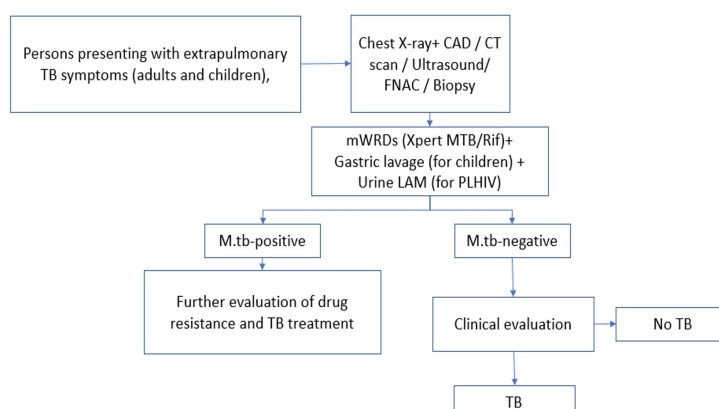 Persons presenting with extrapulmonary
TB symptoms (adults and children),
Chest X-ray+ CAD / CT
scan / Ultrasound/
FNAC / Biopsy
mWRDs (Xpert MTB/Rif)+
Gastric lavage (for children) +
Urine LAM (for PLHIV)
M.tb-positive
M.tb-negative
Further evaluation of drug
resistance and TB treatment
Clinical evaluation
No TB
TB